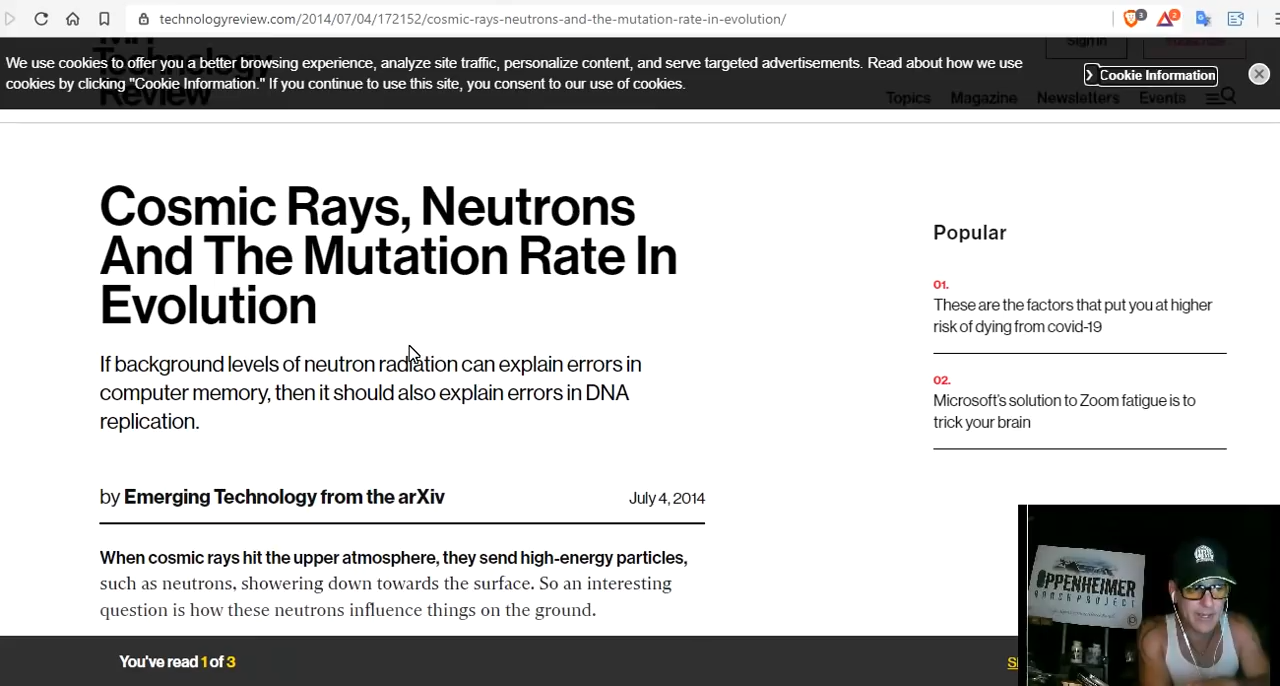 technologyreview.com/2014/07/04/172152/cosmic-rays-neutrons-and-the-mutation-rate-in-evolution/
3
2
Sign in
We use cookies to offer you a better browsing experience, analyze site traffic, personalize content, and serve targeted advertisements. Read about how we use
cookies by clicking "Cookie Information." If you continue to use this site, you consent to our use of cookies.
Cookie Information
Technology
Review
Topics
Magazine
Newsletters
Events
Cosmic Rays, Neutrons
And The Mutation Rate In
Evolution
If background levels of neutron radiation can explain errors in
computer memory, then it should also explain errors in DNA
replication.
by Emerging Technology from the arXiv
July 4, 2014
When cosmic rays hit the upper atmosphere, they send high-energy particles,
such as neutrons, showering down towards the surface. So an interesting
question is how these neutrons influence things on the ground.
Popular
01.
These are the factors that put you at higher
risk of dying from covid-19
02.
Microsoft's solution to Zoom fatigue is to
trick your brain
You've read 1 of 3
OPPENHEIMER
RANCH PROJECT